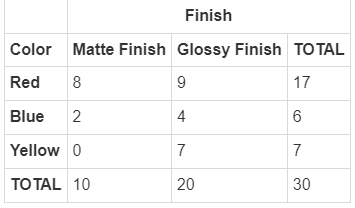 Finish
Color Matte Finish Glossy Finish TOTAL
Red 8 9 17
Blue 2 4 6
Yellow 0 7 7
TOTAL 10 20 30